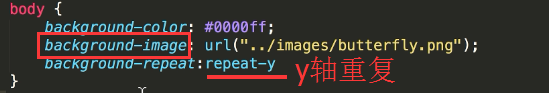 body {
background-color: #0000ff;
background-image: url("../images/butterfly.png");
background-repeat:repeat-y y轴重复
}